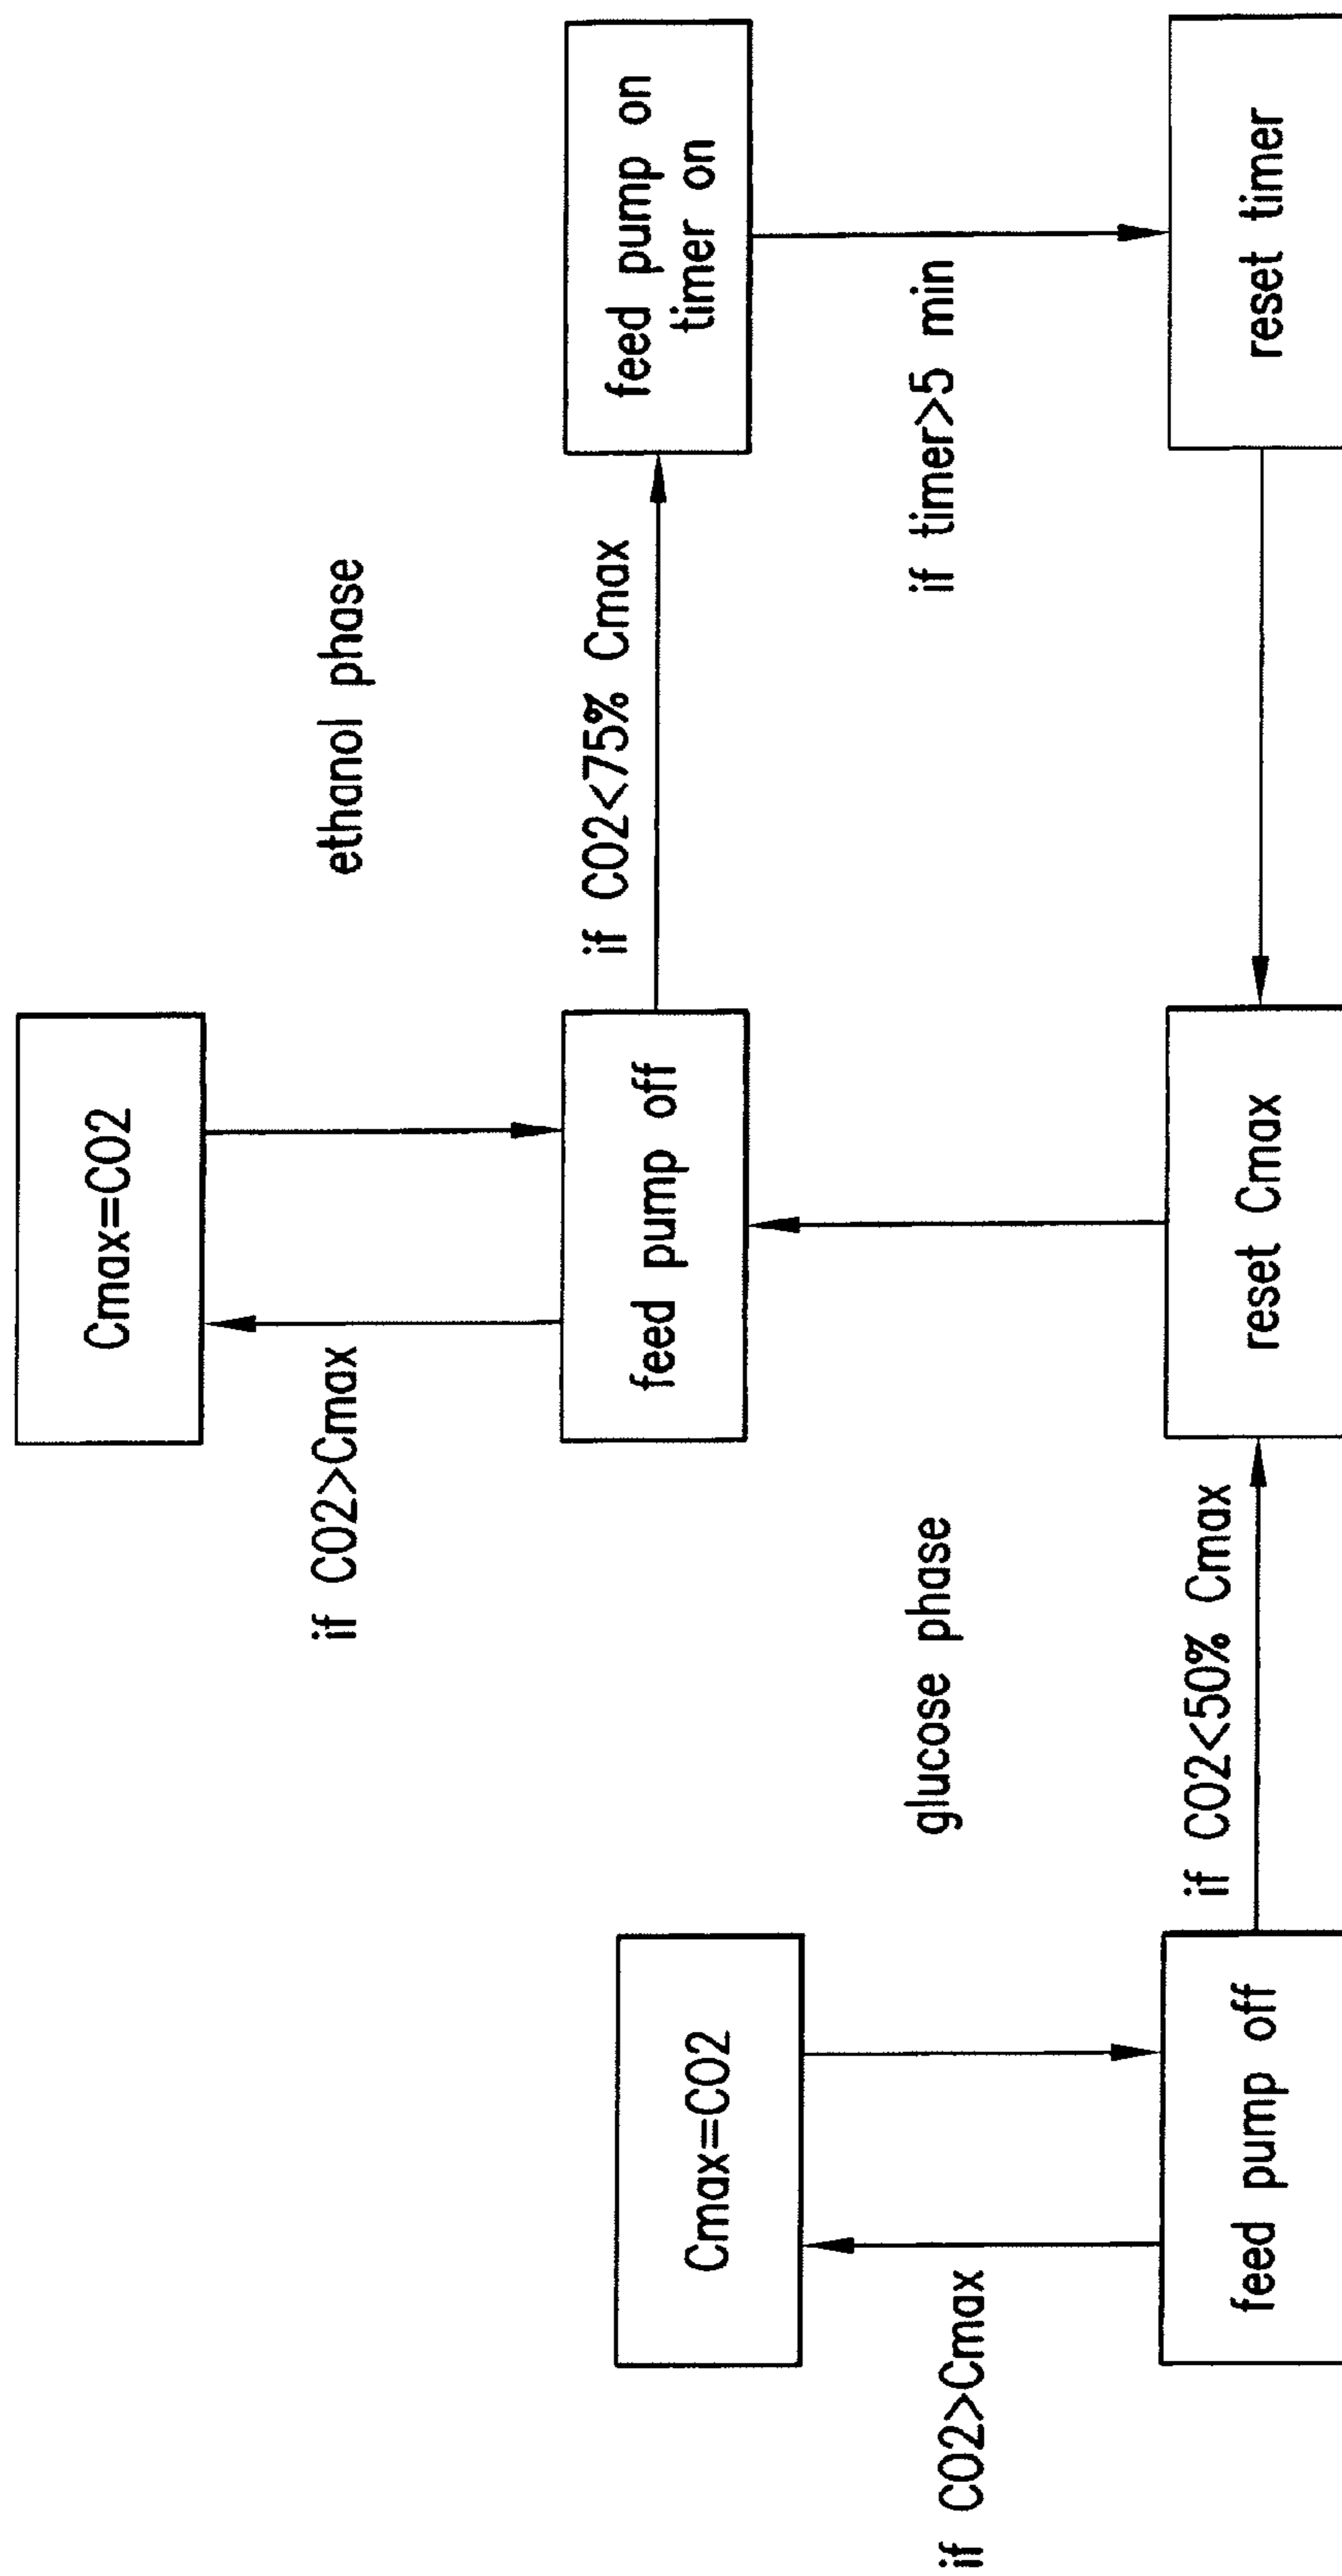 Cmax=CO2
if CO2>Cmax
ethanol phase
feed pump off
if CO2<75% Cmax
feed pump on
timer on
Cmax=CO2
if CO2>Cmax
glucose phase
if timer>5 min
feed pump off
if CO2<50% Cmax
reset Cmax
reset timer